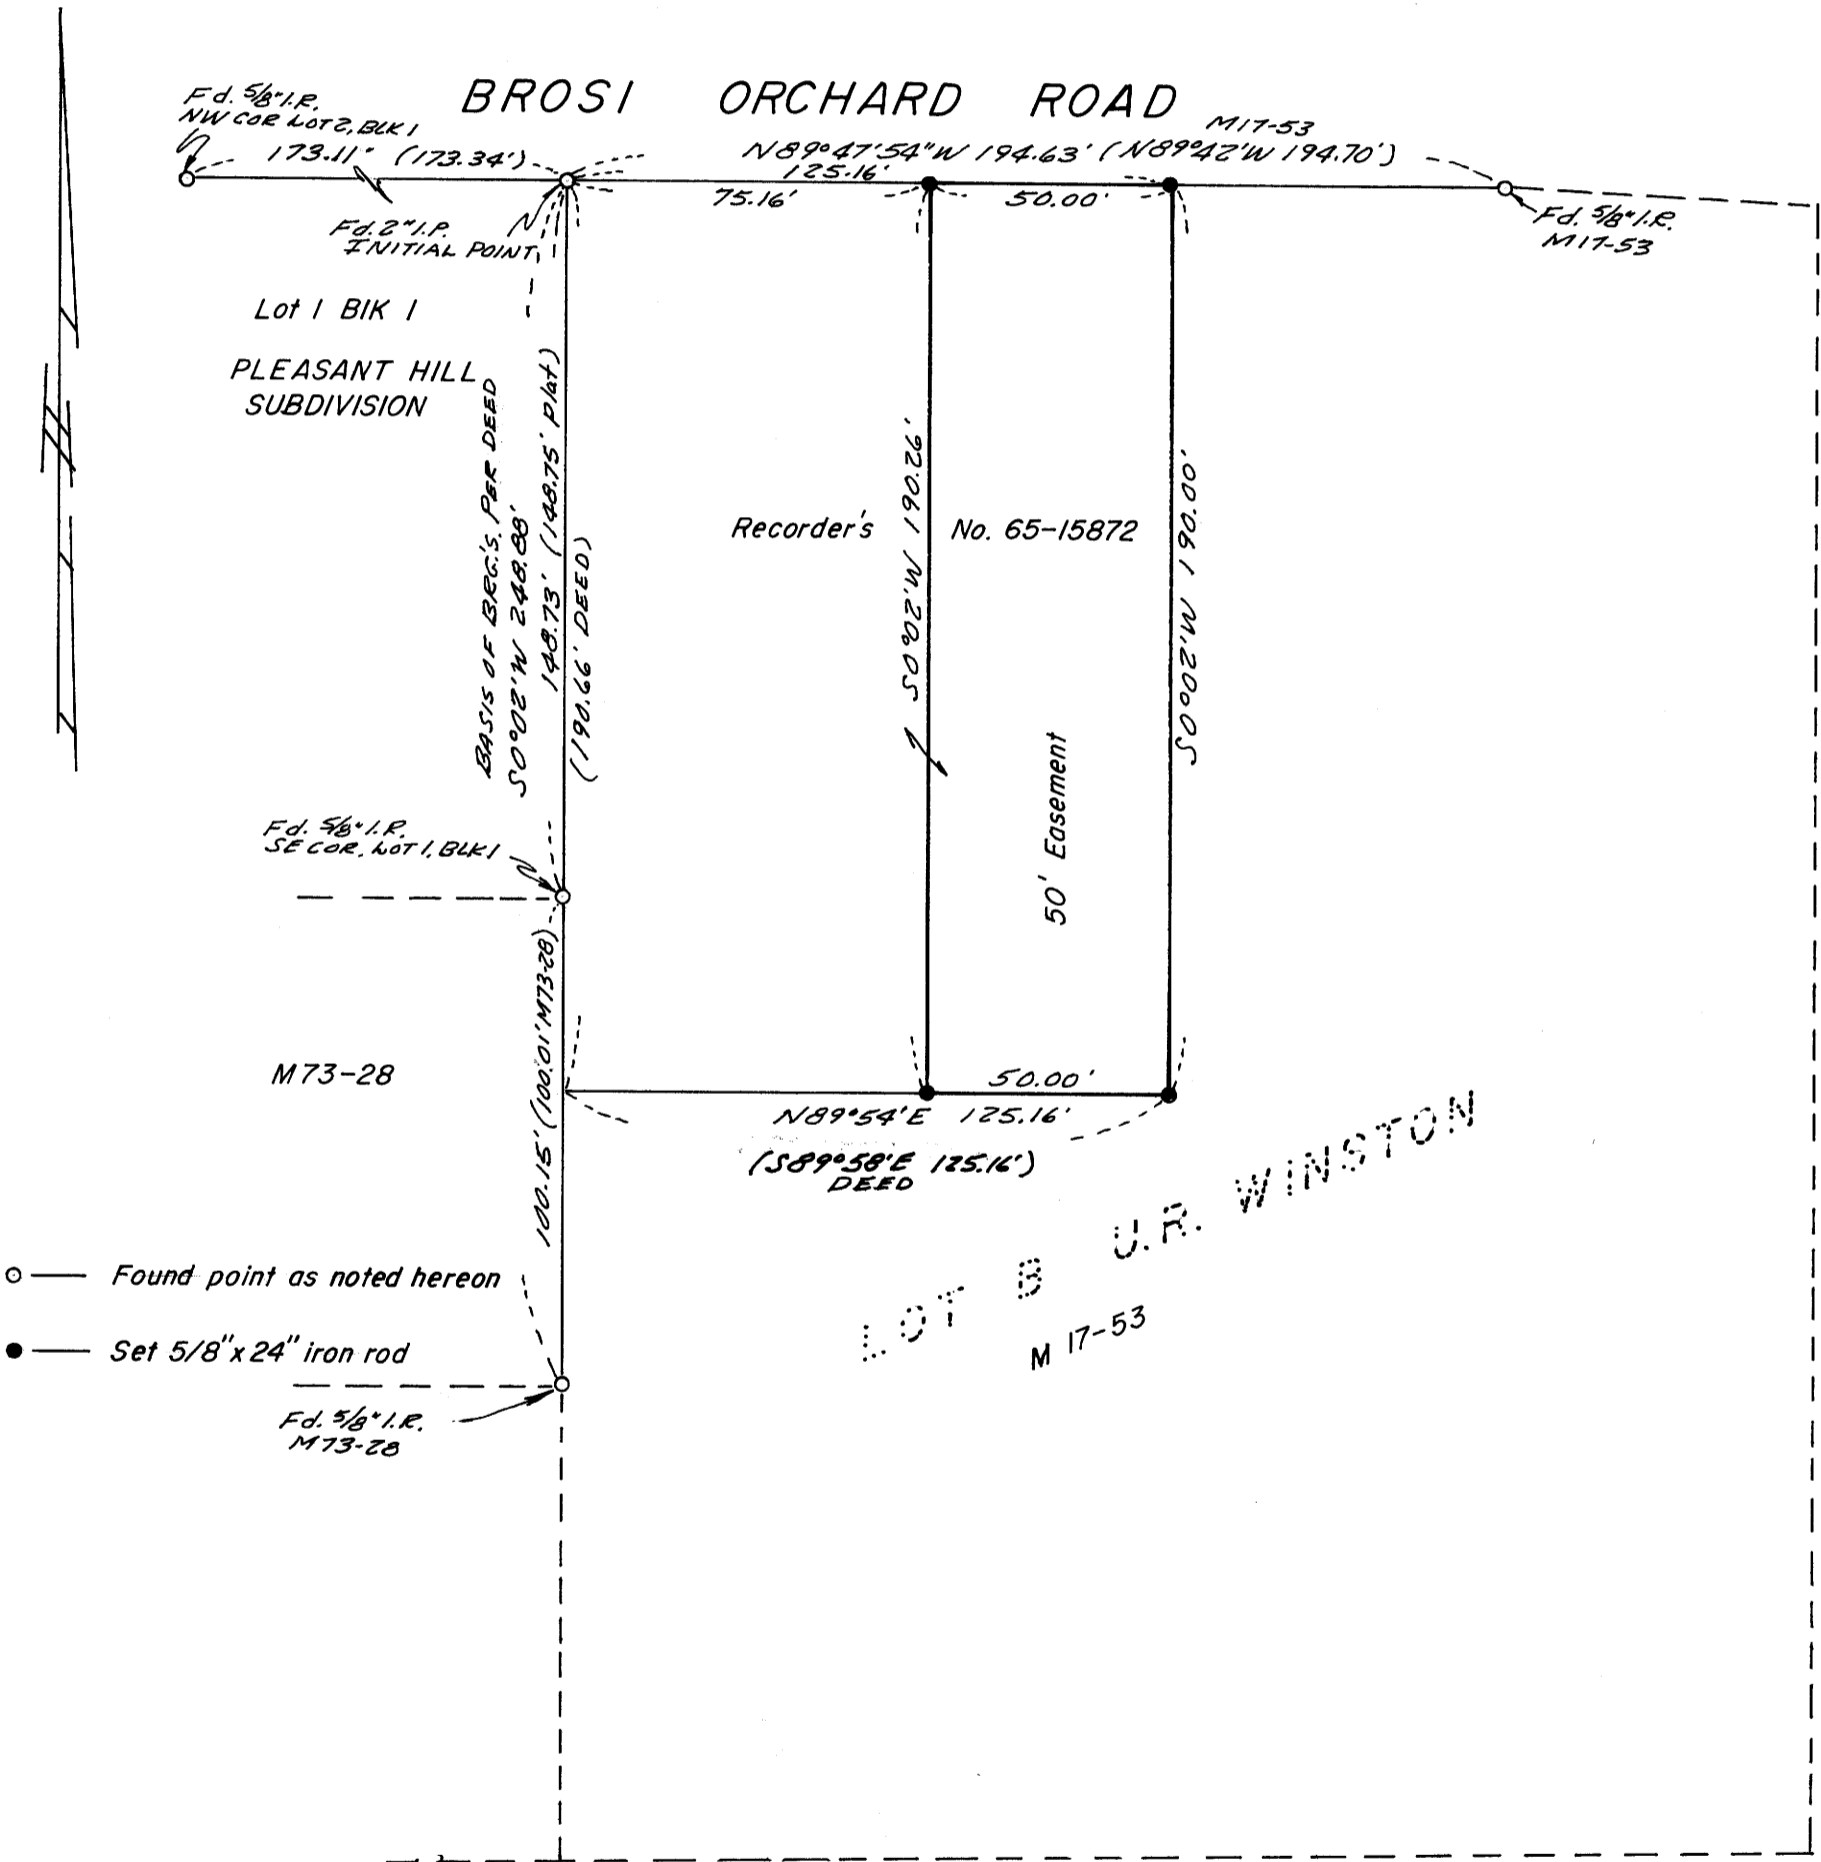 BROSI ORCHARD ROAD
Fd. 5/8" I.R.
NW COR LOT 2, BLK 1
173.11' (173.34')
M17-53
N89°47'54"W 194.63' (N89°42'W 194.70')
125.16'
75.16'
50.00'
Fd. 2" I.P.
INITIAL POINT
Fd. 5/8" I.R.
M17-53
Lot 1 Blk 1
PLEASANT HILL
SUBDIVISION
BASIS OF BRG'S. PER DEED
S0°02'W 248.88'
148.73' (148.75' Plat)
(190.66' DEED)
S0°02'W 190.22'
S0°02'W 190.00'
Recorder's No. 65-15872
50' Easement
Fd. 5/8" I.R.
SE COR. LOT 1, BLK 1
100.15' (100.01' M73-28)
M73-28
50.00'
N89°54'E 125.16'
(S89°58'E 125.16')
DEED
LOT B U.R. WINSTON
M 17-53
Found point as noted hereon
Set 5/8" x 24" iron rod
Fd. 5/8" I.R.
M73-28